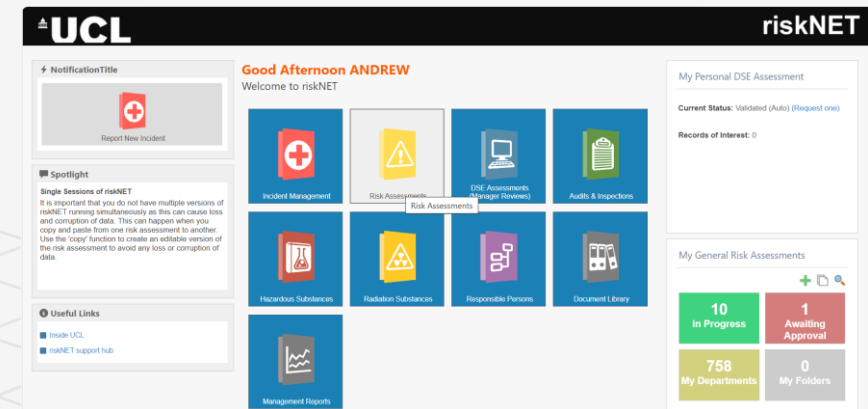 UCL
riskNET
NotificationTitle
Report New Incident
Spotlight
Single Sessions of riskNET
It is important that you do not have multiple versions of
riskNET running simultaneously as this can cause loss
and corruption of data. This can happen when you
copy and paste from one risk assessment to another.
Use the 'copy' function to create an editable version of
the risk assessment to avoid any loss or corruption of
data.
Useful Links
Inside UCL
riskNET support hub
Good Afternoon ANDREW
Welcome to riskNET
Incident Management
Risk Assessments
DSE Assessments
(Manager Reviews)
Audits & Inspections
Risk Assessments
Hazardous Substances
Radiation Substances
Responsible Persons
Document Library
Management Reports
My Personal DSE Assessment
Current Status: Validated (Auto) (Request one)
Records of Interest: 0
My General Risk Assessments
10
In Progress
1
Awaiting
Approval
758
My Departments
0
My Folders